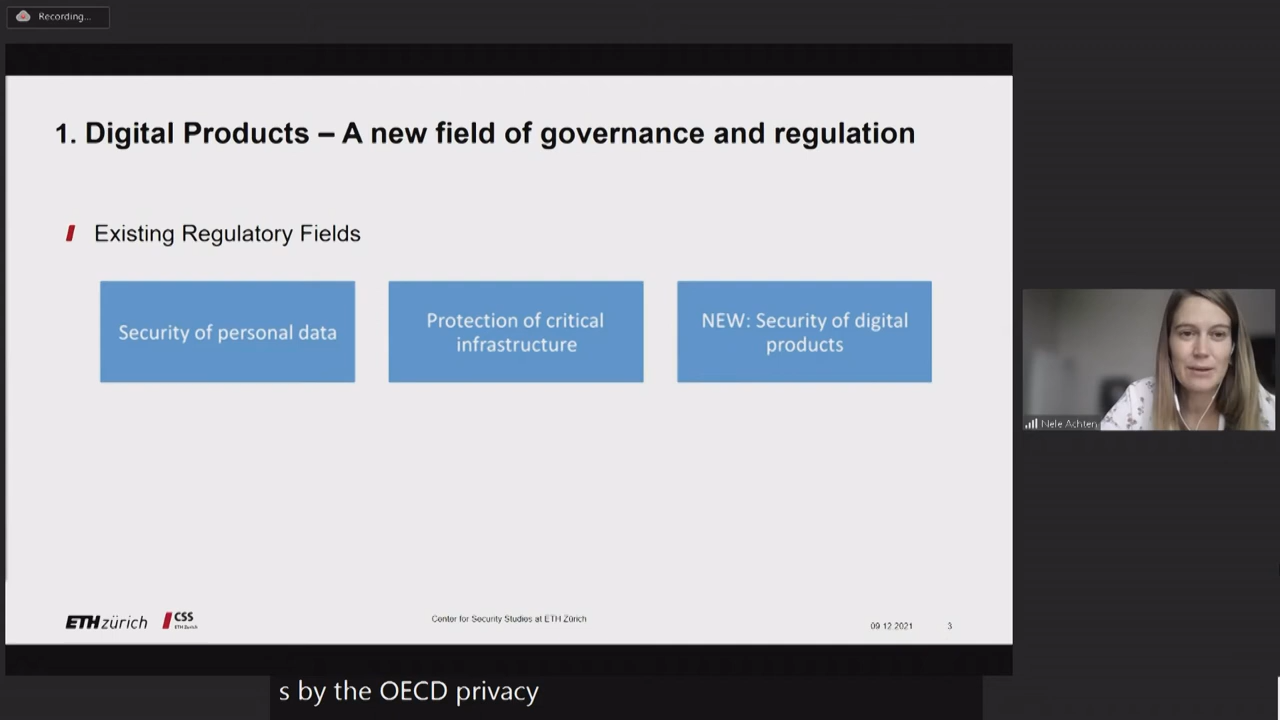 Recording...
1. Digital Products – A new field of governance and regulation
Existing Regulatory Fields
Security of personal data
Protection of critical
infrastructure
NEW: Security of digital
products
Nele Achten
ETH zürich
CSS
ETH Zürich
Center for Security Studies at ETH Zürich
09.12.2021
3
s by the OECD privacy